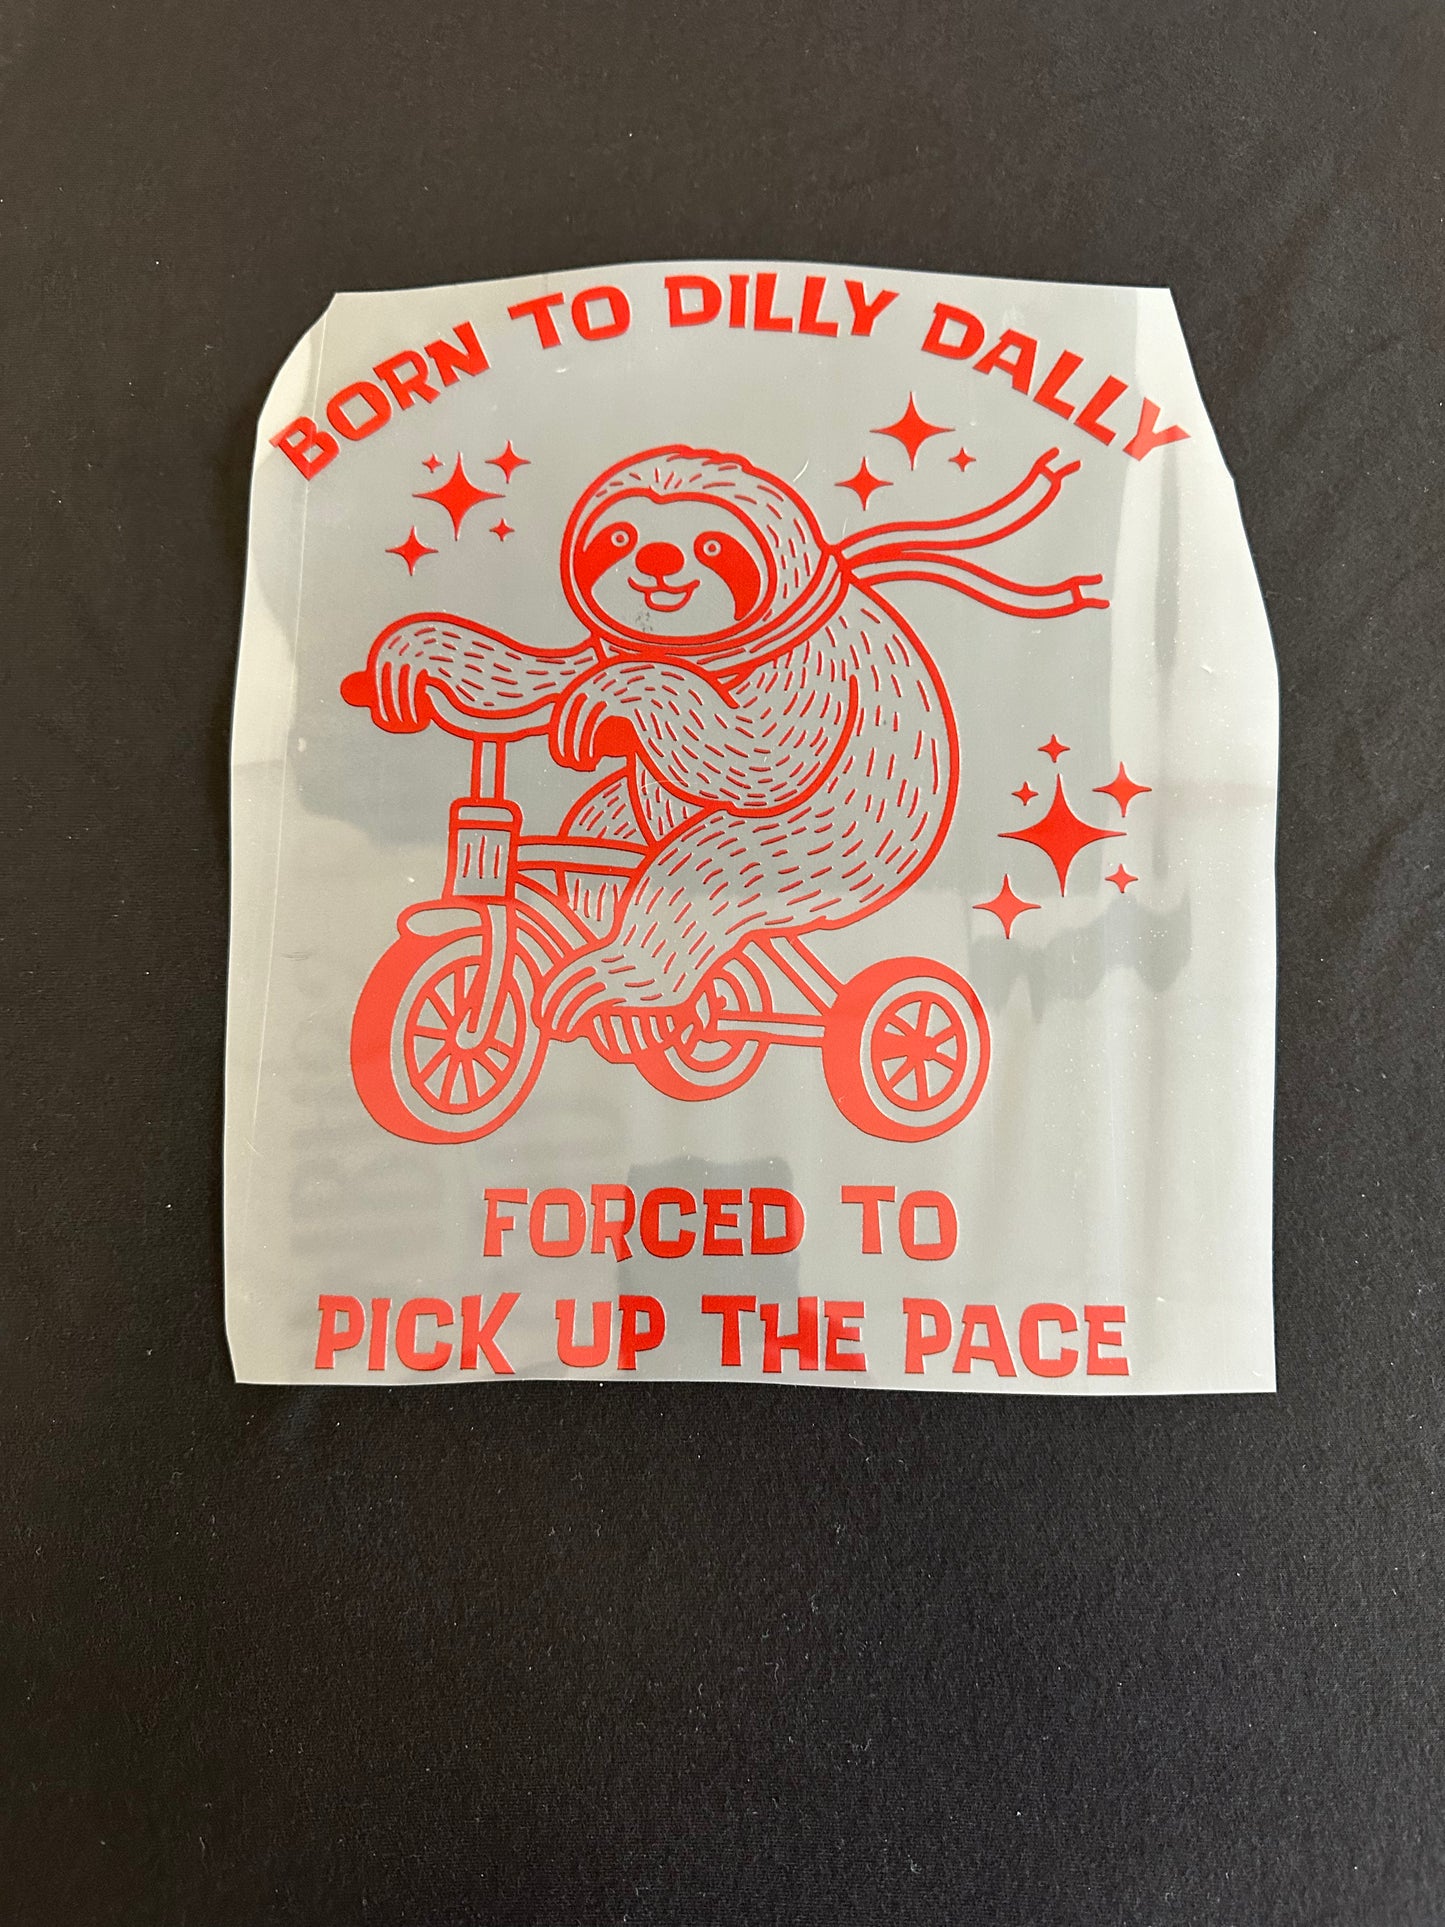 BORN TO DILLY DALLY
FORCED TO
PICK UP THE PACE